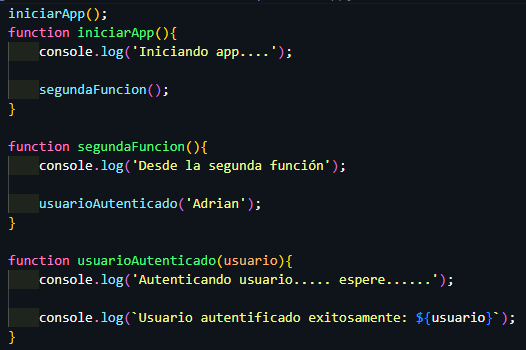 iniciarApp();
function iniciarApp(){
    console.log('Iniciando app....');
    segundaFuncion();
}
function segundaFuncion(){
    console.log('Desde la segunda función');
    usuarioAutenticado('Adrian');
}
function usuarioAutenticado(usuario){
    console.log('Autenticando usuario..... espere......');
    console.log(`Usuario autentificado exitosamente: ${usuario}`);
}